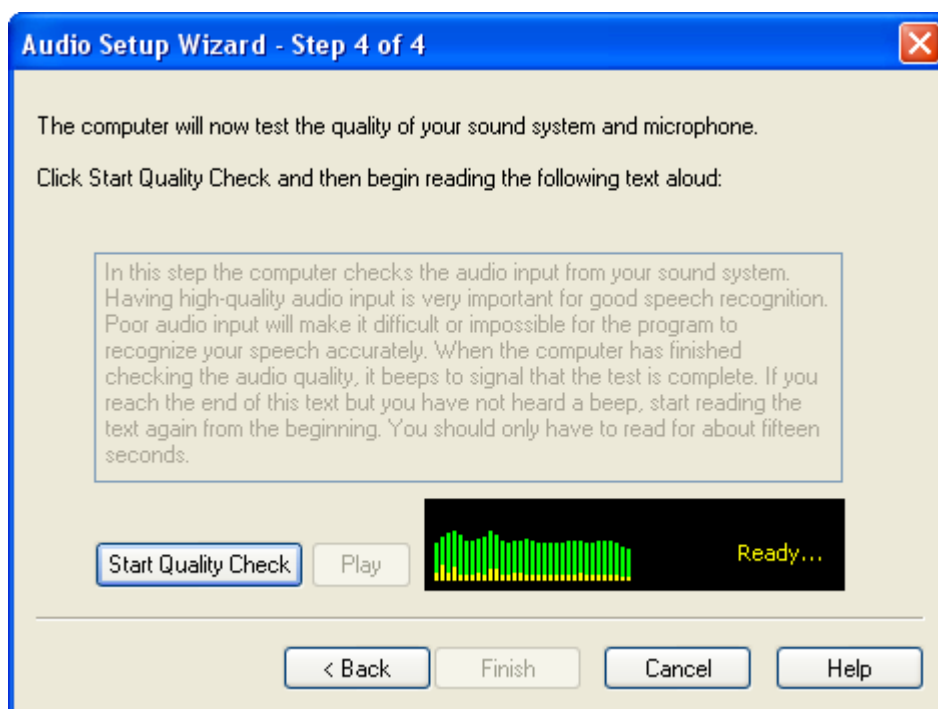 Audio Setup Wizard - Step 4 of 4
The computer will now test the quality of your sound system and microphone.
Click Start Quality Check and then begin reading the following text aloud:
In this step the computer checks the audio input from your sound system.
Having high-quality audio input is very important for good speech recognition.
Poor audio input will make it difficult or impossible for the program to
recognize your speech accurately. When the computer has finished
checking the audio quality, it beeps to signal that the test is complete. If you
reach the end of this text but you have not heard a beep, start reading the
text again from the beginning. You should only have to read for about fifteen
seconds.
Start Quality Check
Play
Ready...
< Back
Finish
Cancel
Help